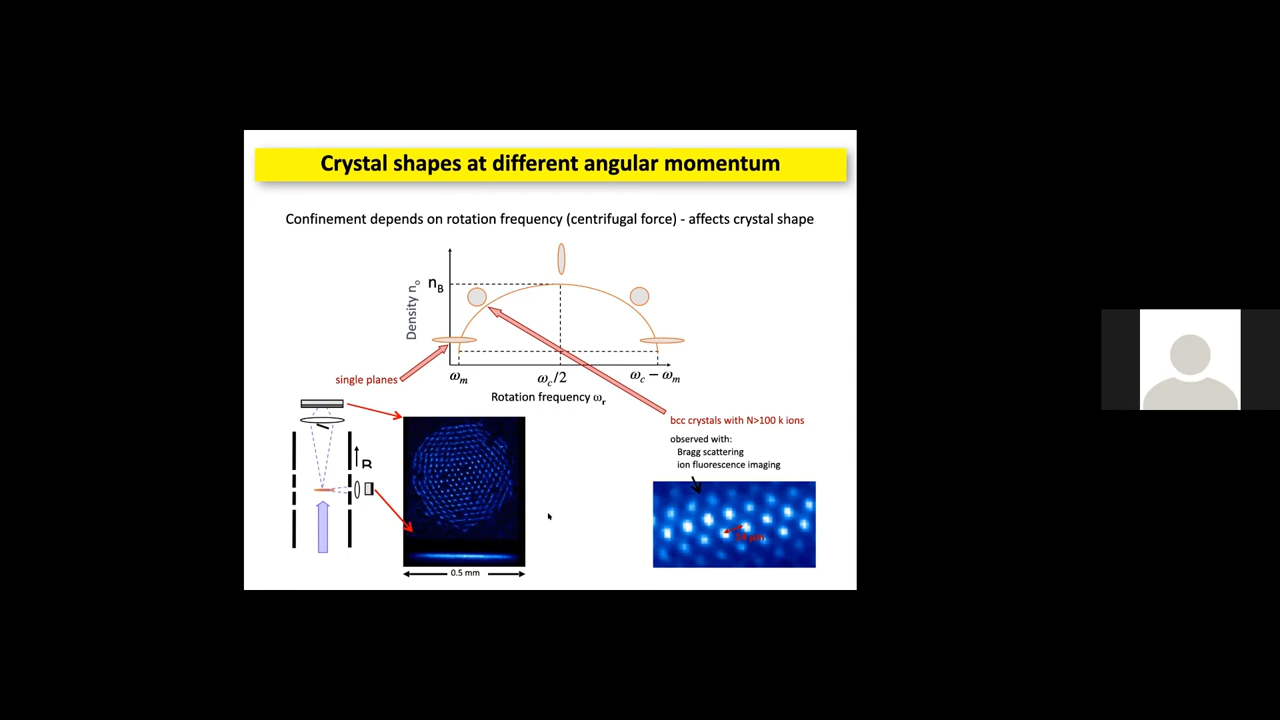 Crystal shapes at different angular momentum
Confinement depends on rotation frequency (centrifugal force) - affects crystal shape
Density nₒ
n_B
ω_m
ω_c/2
ω_c − ω_m
Rotation frequency ω_r
single planes
bcc crystals with N>100 k ions
observed with:
Bragg scattering
ion fluorescence imaging
B
0.5 mm